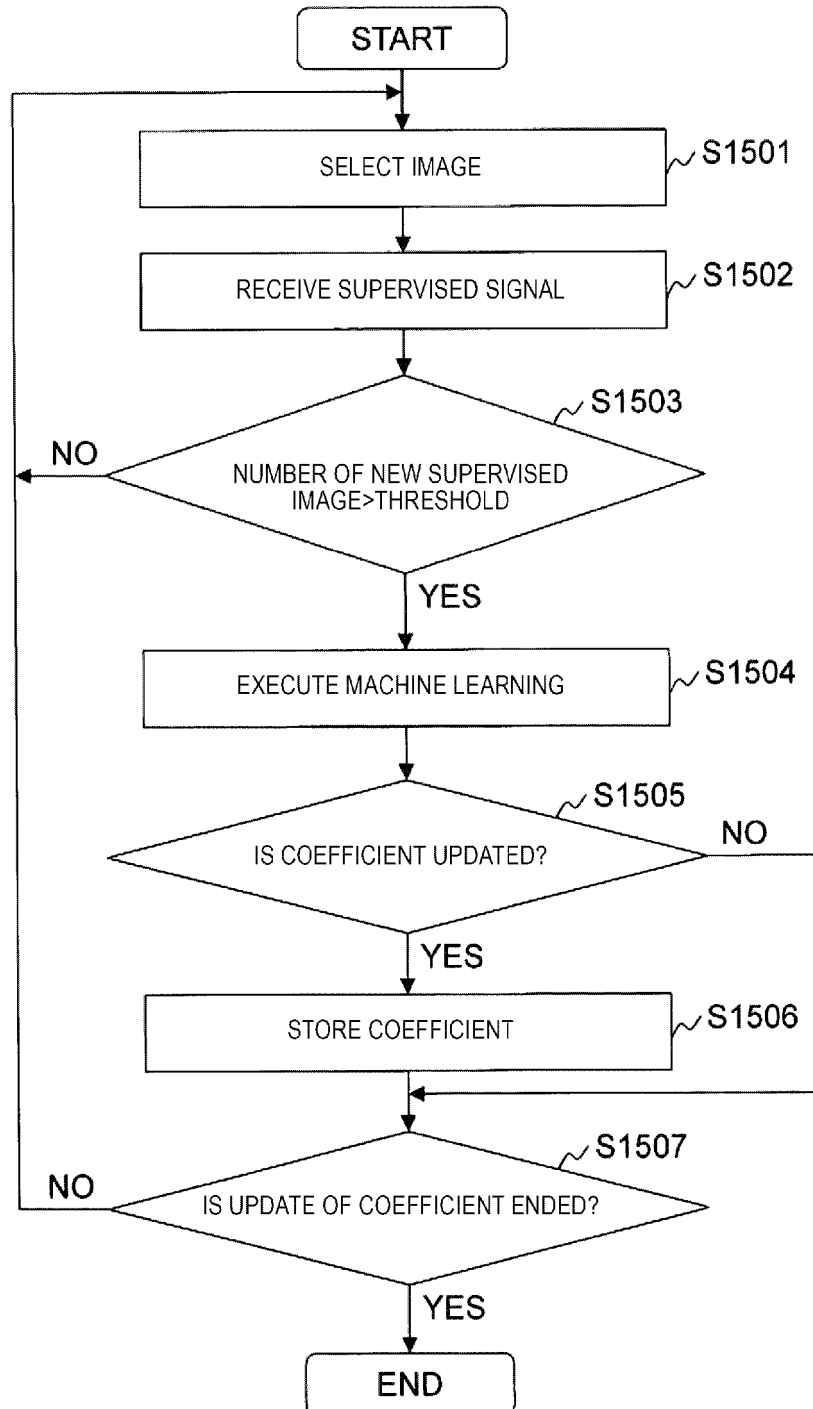 START
SELECT IMAGE
S1501
RECEIVE SUPERVISED SIGNAL
S1502
S1503
NO
NUMBER OF NEW SUPERVISED
IMAGE>THRESHOLD
YES
EXECUTE MACHINE LEARNING
S1504
S1505
NO
IS COEFFICIENT UPDATED?
YES
STORE COEFFICIENT
S1506
S1507
NO
IS UPDATE OF COEFFICIENT ENDED?
YES
END